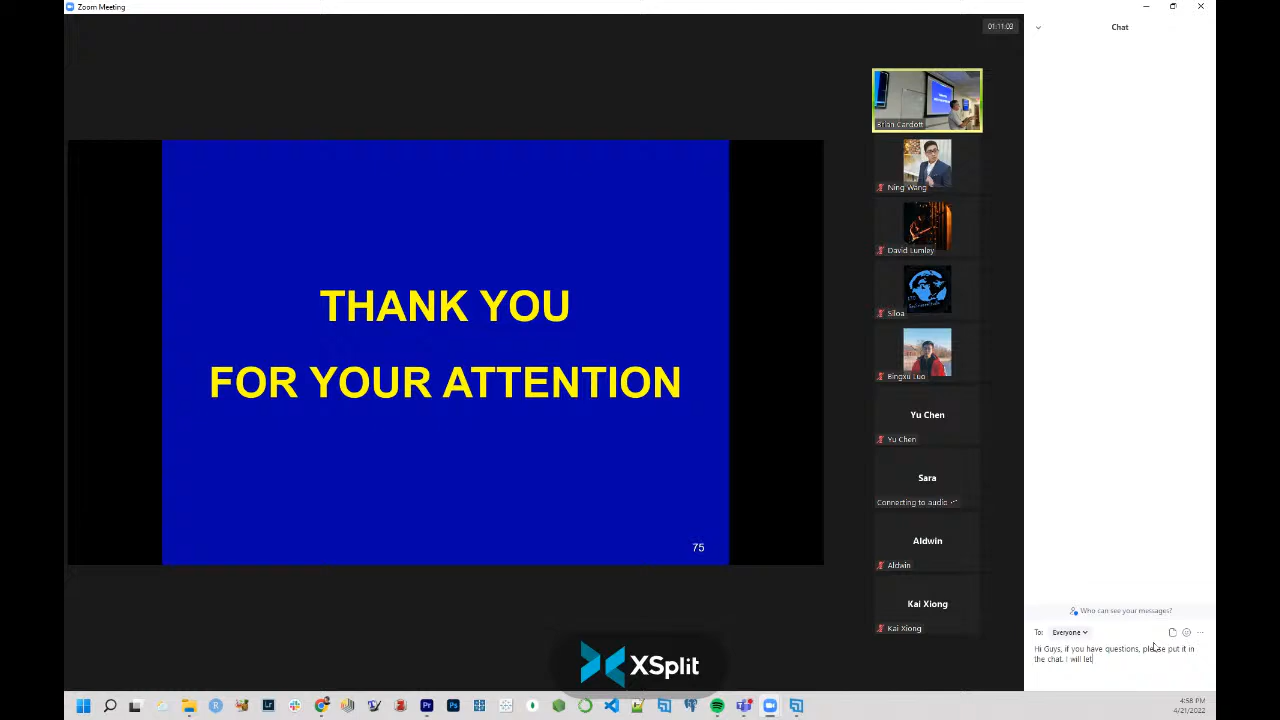 Zoom Meeting
01:11:03
Chat
Brian Cardott
Ning Wang
THANK YOU
FOR YOUR ATTENTION
75
David Lumley
Siloa
Bingxu Luo
Yu Chen
Yu Chen
Sara
Connecting to audio
Aldwin
Aldwin
Kai Xiong
Kai Xiong
Who can see your messages?
To: Everyone
Hi Guys, if you have questions, please put it in
the chat. I will let
XSplit
4:58 PM
4/21/2022